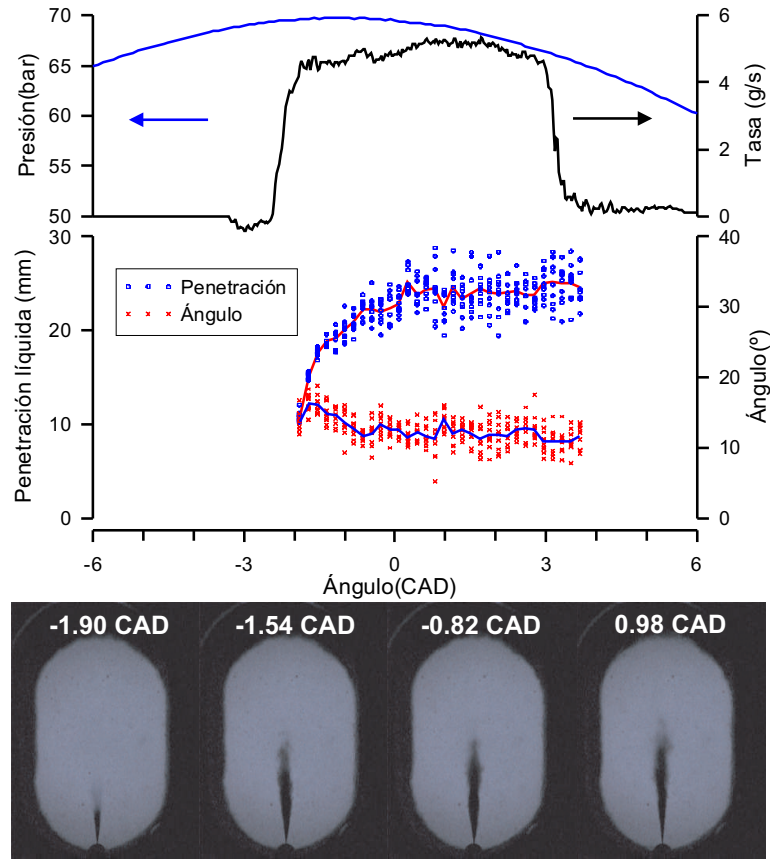 70
65
60
55
50
Presión(bar)
6
4
2
0
Tasa (g/s)
30
20
10
0
Penetración líquida (mm)
Penetración
Ángulo
40
30
20
10
0
Ángulo(º)
-6
-3
0
3
6
Ángulo(CAD)
-1.90 CAD
-1.54 CAD
-0.82 CAD
0.98 CAD